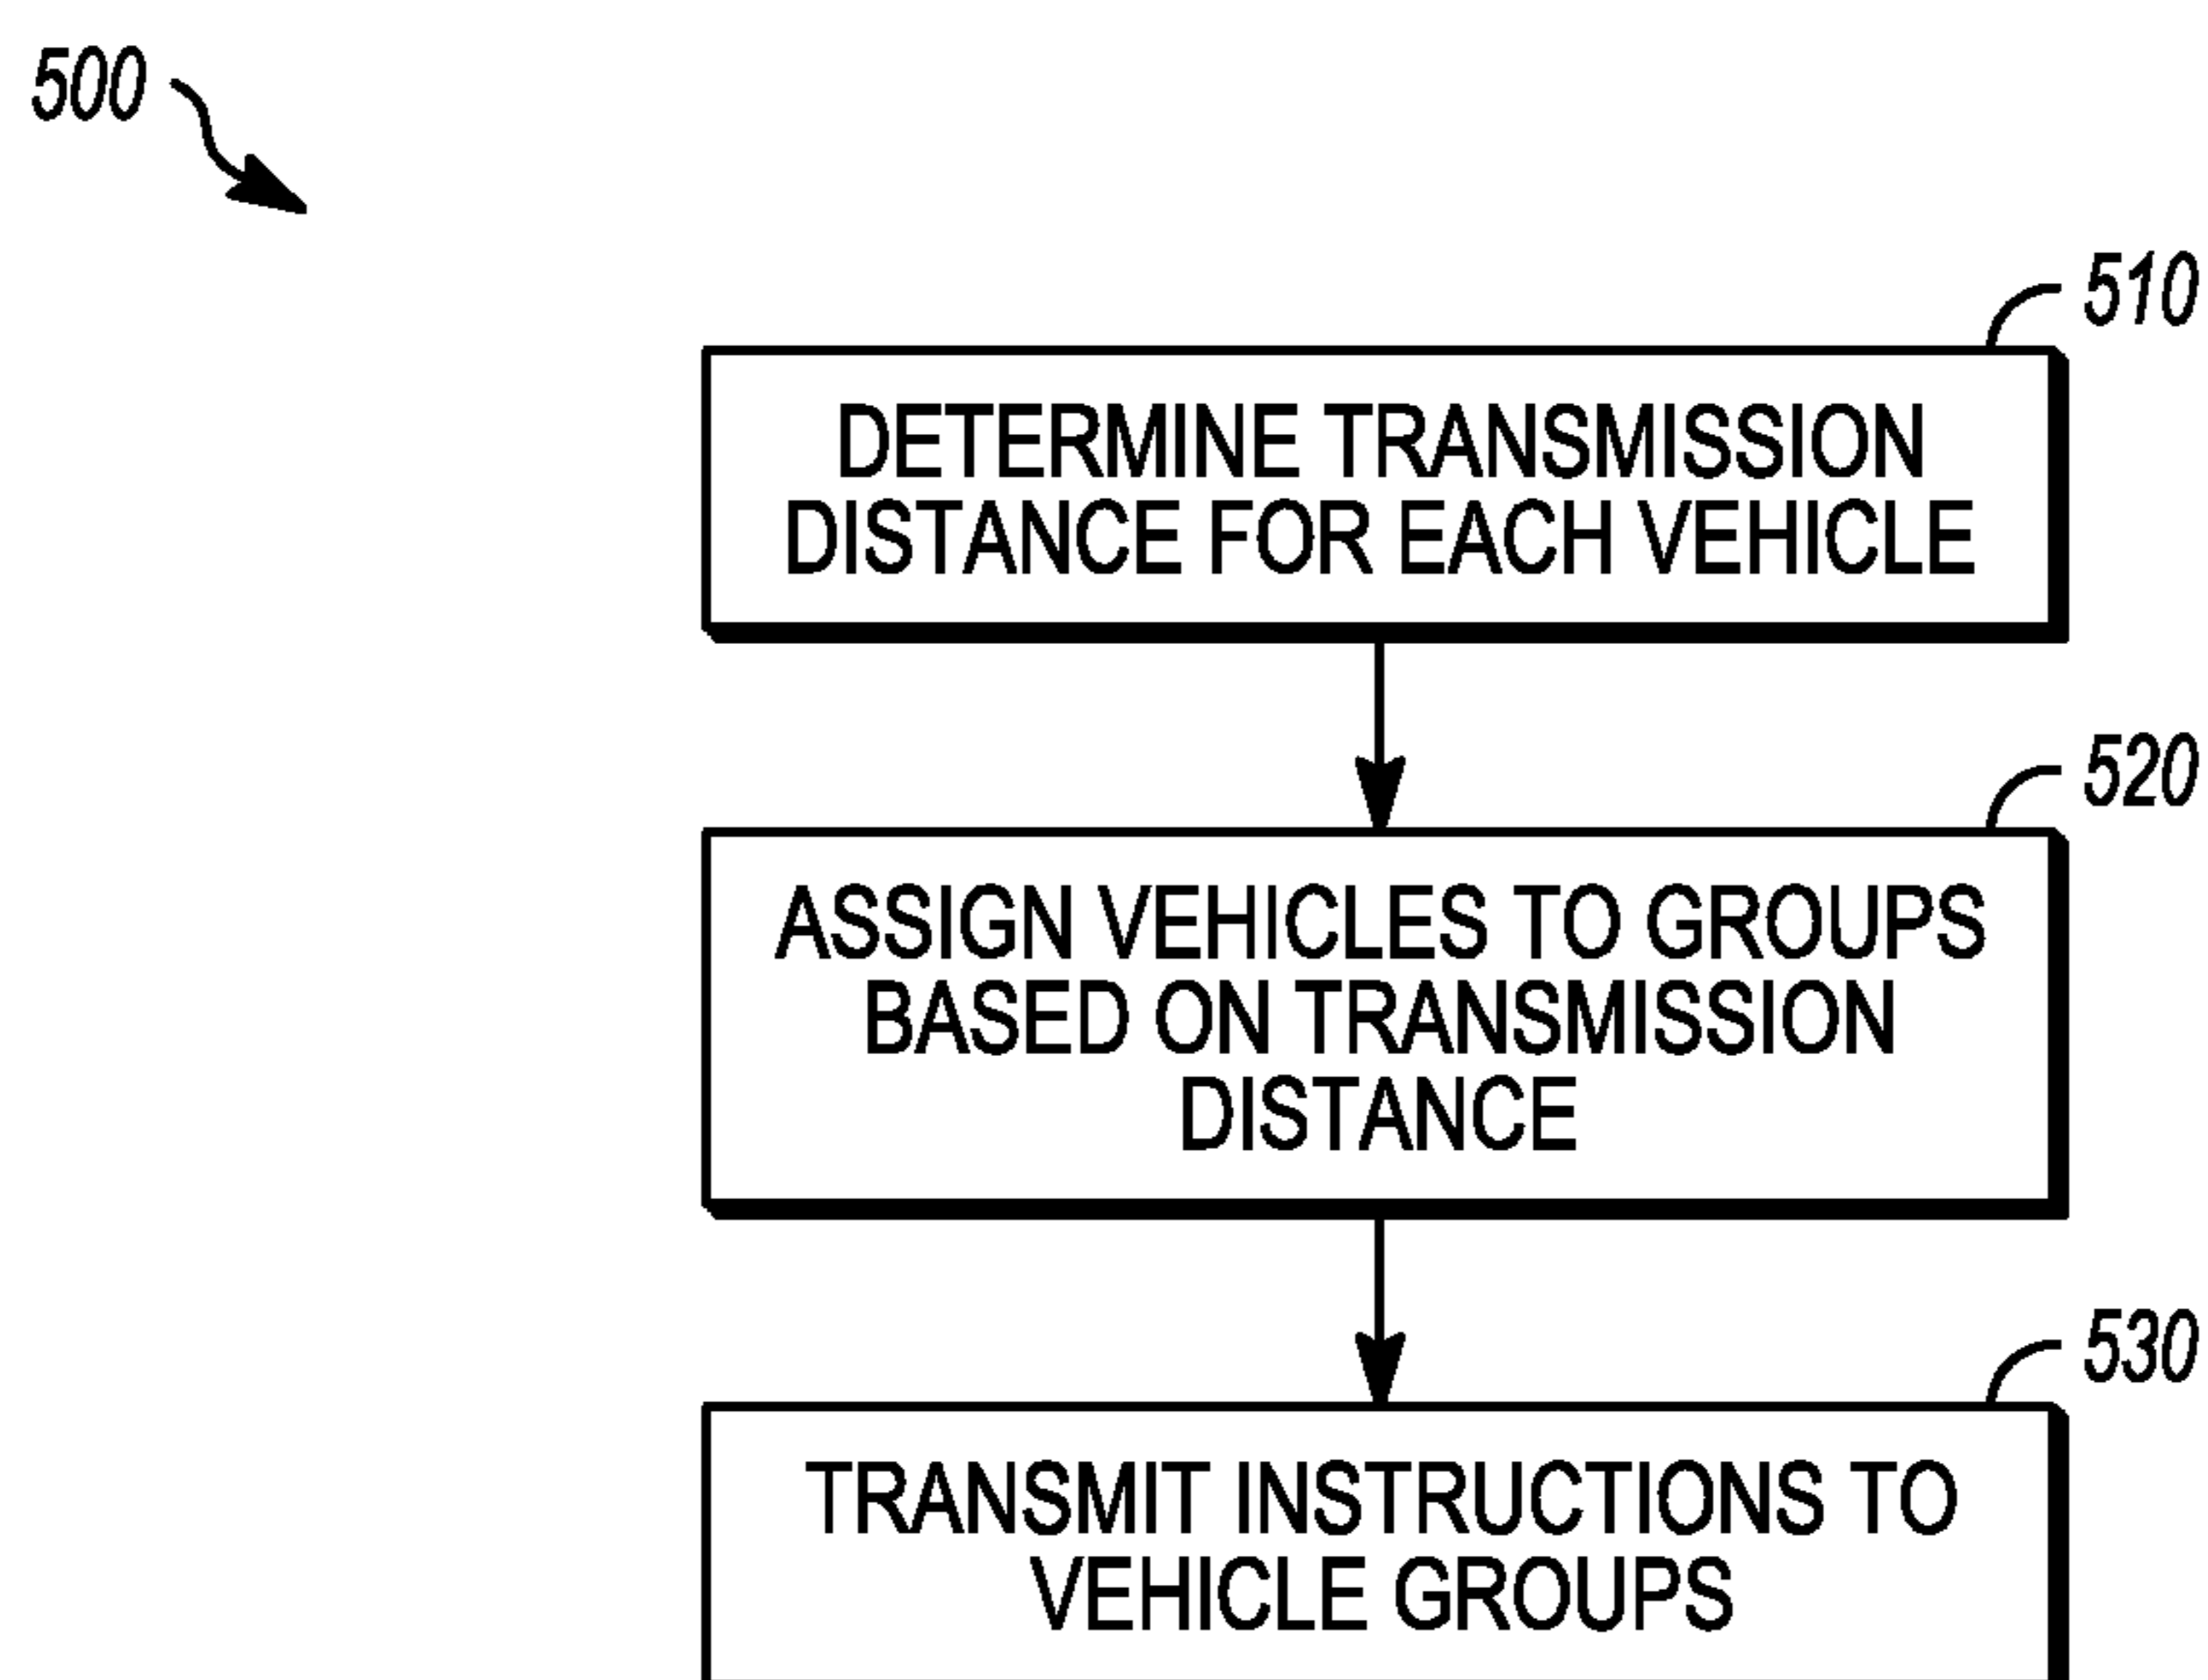 500
510
DETERMINE TRANSMISSION
DISTANCE FOR EACH VEHICLE
520
ASSIGN VEHICLES TO GROUPS
BASED ON TRANSMISSION
DISTANCE
530
TRANSMIT INSTRUCTIONS TO
VEHICLE GROUPS